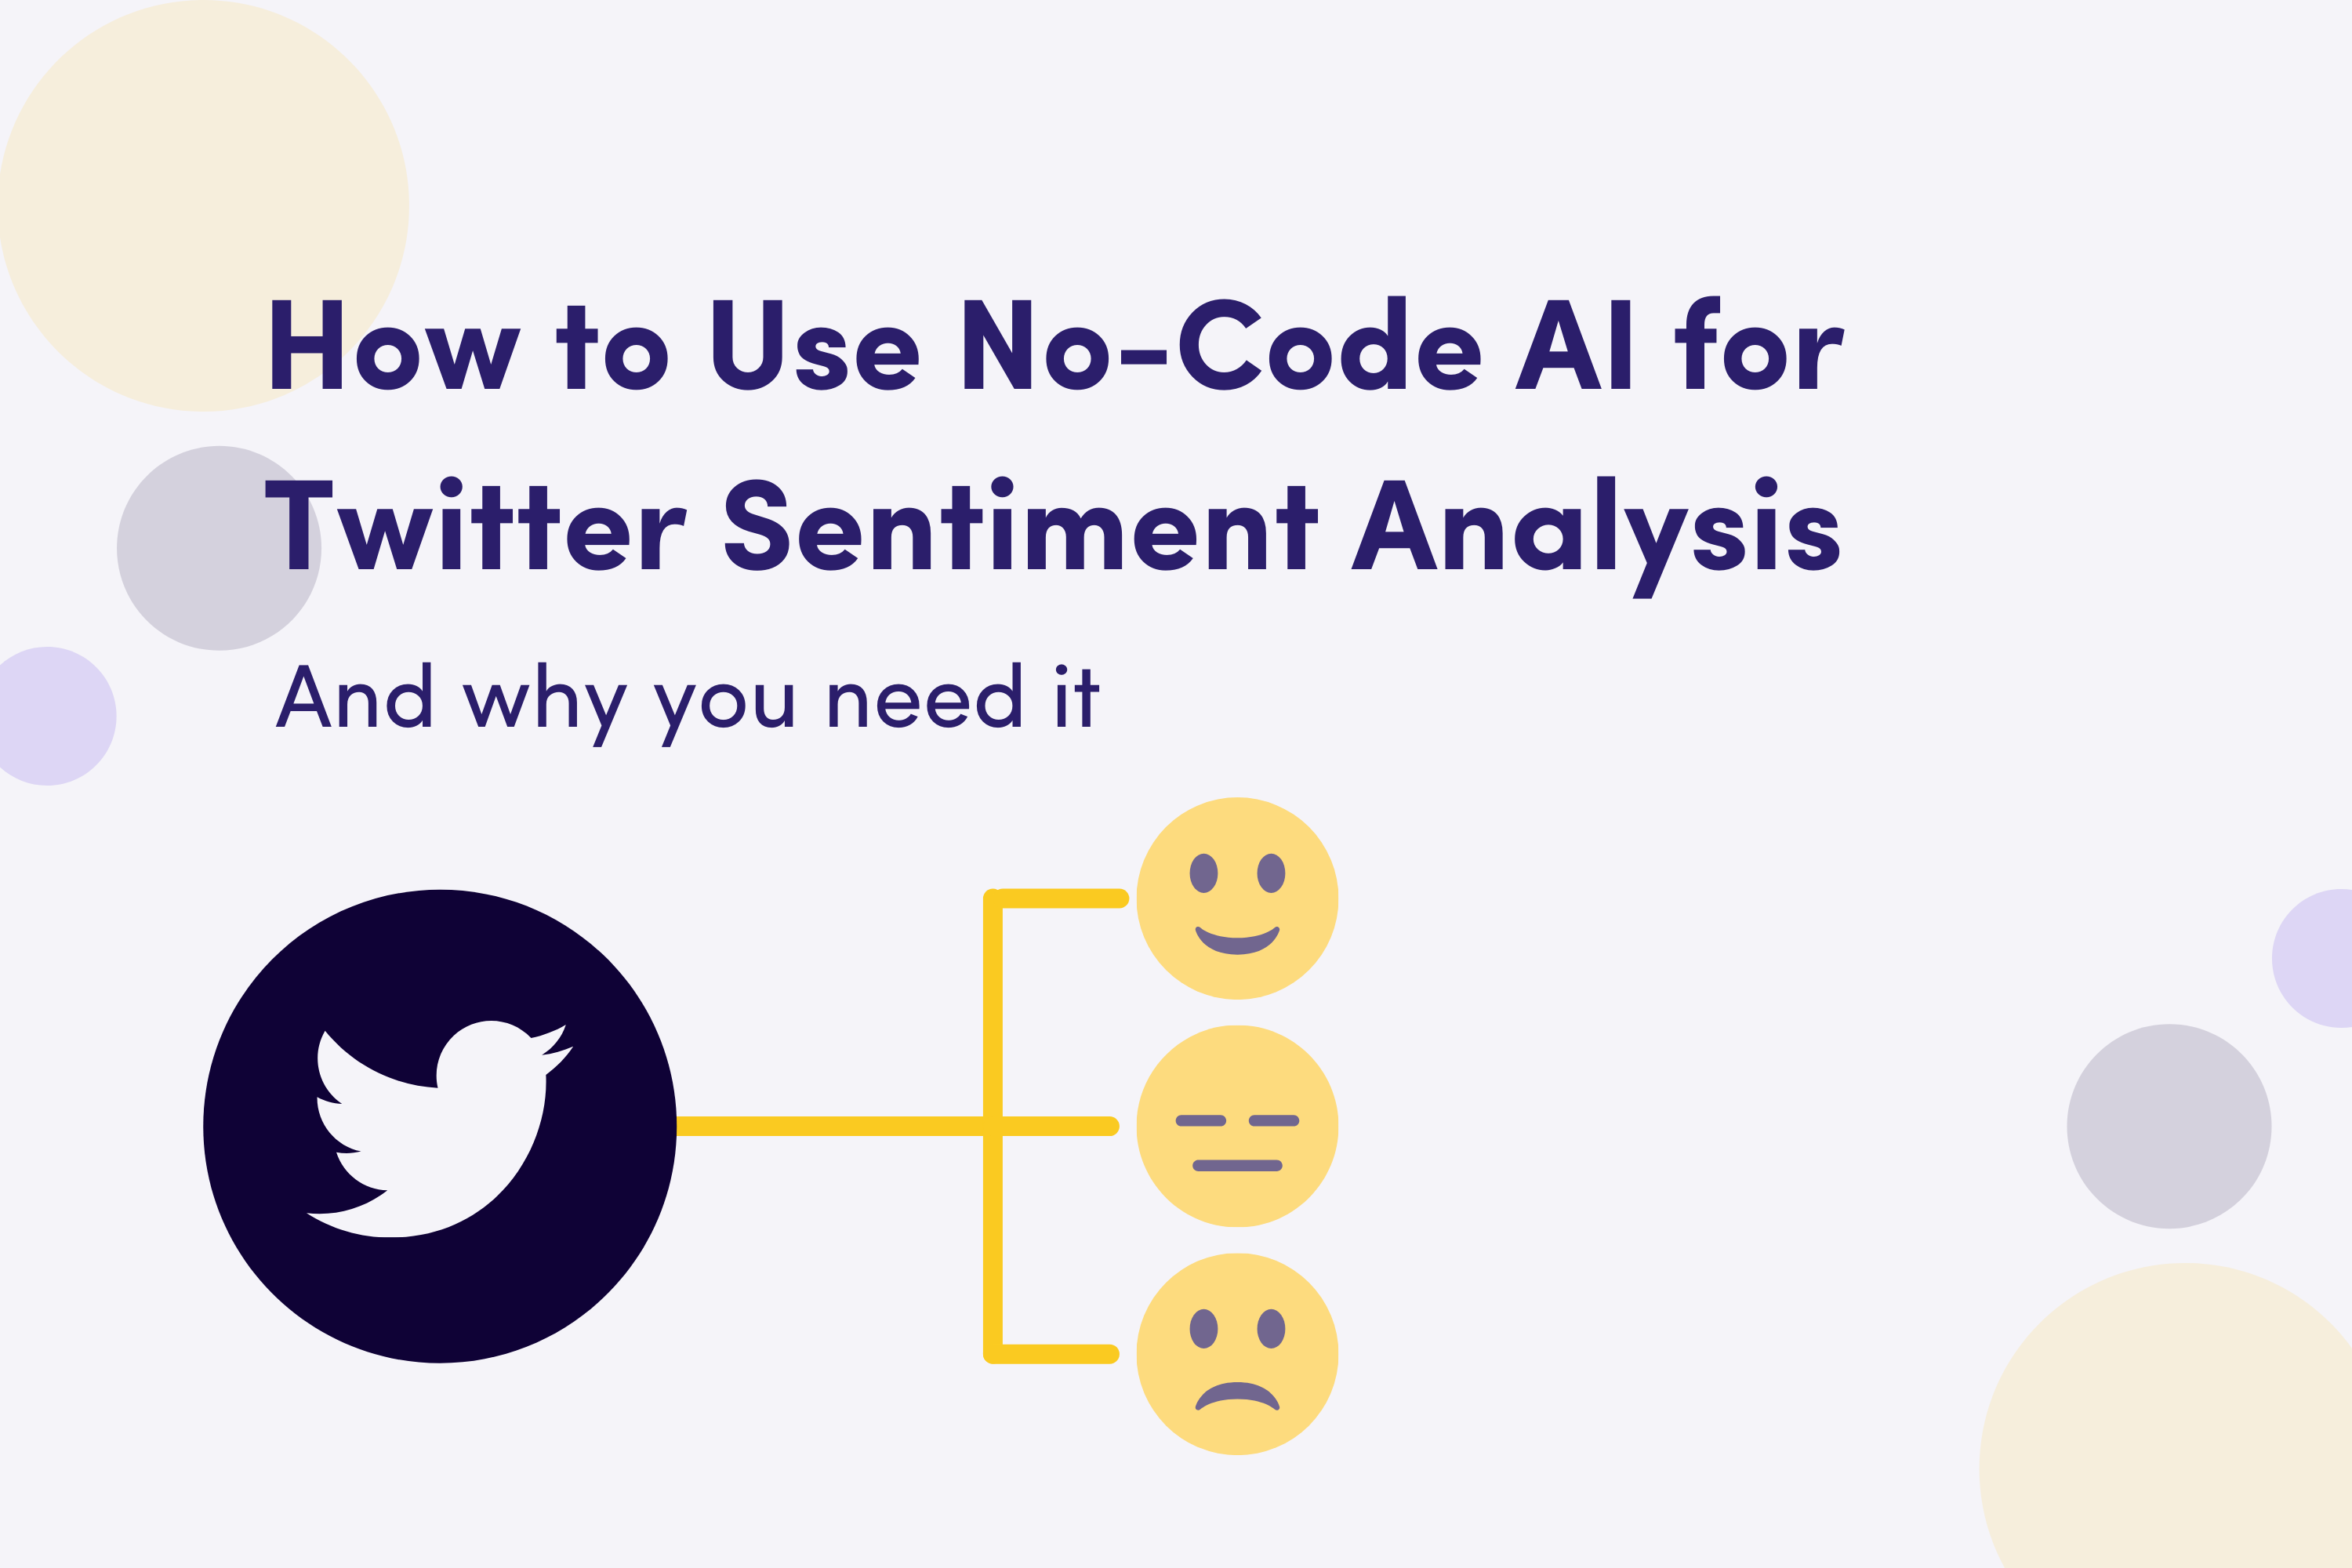 How to Use No-Code AI for
Twitter Sentiment Analysis
And why you need it